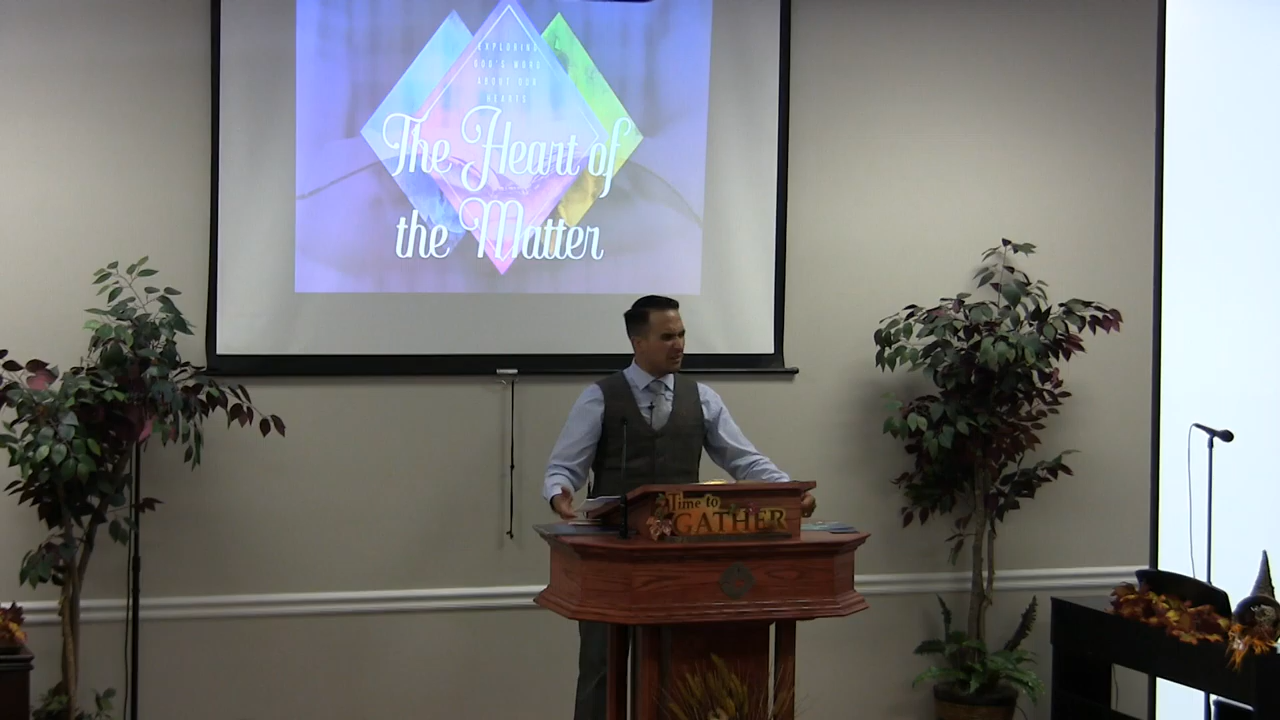 EXPLORING
GOD'S WORD
ABOUT OUR
HEARTS
The Heart of
the Matter
Time to
GATHER